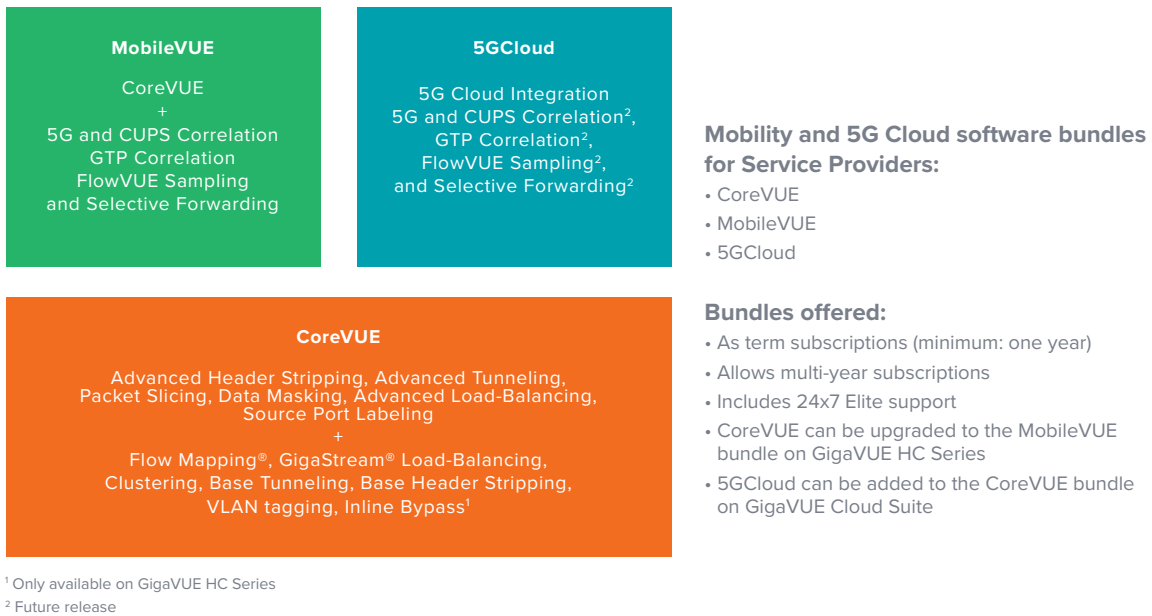 MobileVUE
CoreVUE
+
5G and CUPS Correlation
GTP Correlation
FlowVUE Sampling
and Selective Forwarding
5GCloud
5G Cloud Integration
5G and CUPS Correlation²,
GTP Correlation²,
FlowVUE Sampling²,
and Selective Forwarding²
CoreVUE
Advanced Header Stripping, Advanced Tunneling,
Packet Slicing, Data Masking, Advanced Load-Balancing,
Source Port Labeling
+
Flow Mapping®, GigaStream® Load-Balancing,
Clustering, Base Tunneling, Base Header Stripping,
VLAN tagging, Inline Bypass¹
¹ Only available on GigaVUE HC Series
² Future release
Mobility and 5G Cloud software bundles
for Service Providers:
• CoreVUE
• MobileVUE
• 5GCloud
Bundles offered:
• As term subscriptions (minimum: one year)
• Allows multi-year subscriptions
• Includes 24x7 Elite support
• CoreVUE can be upgraded to the MobileVUE
bundle on GigaVUE HC Series
• 5GCloud can be added to the CoreVUE bundle
on GigaVUE Cloud Suite